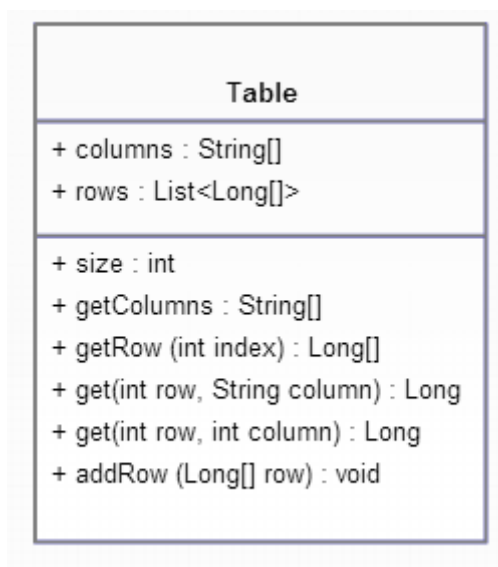 Table
+ columns : String[]
+ rows : List<Long[]>
+ size : int
+ getColumns : String[]
+ getRow (int index) : Long[]
+ get(int row, String column) : Long
+ get(int row, int column) : Long
+ addRow (Long[] row) : void